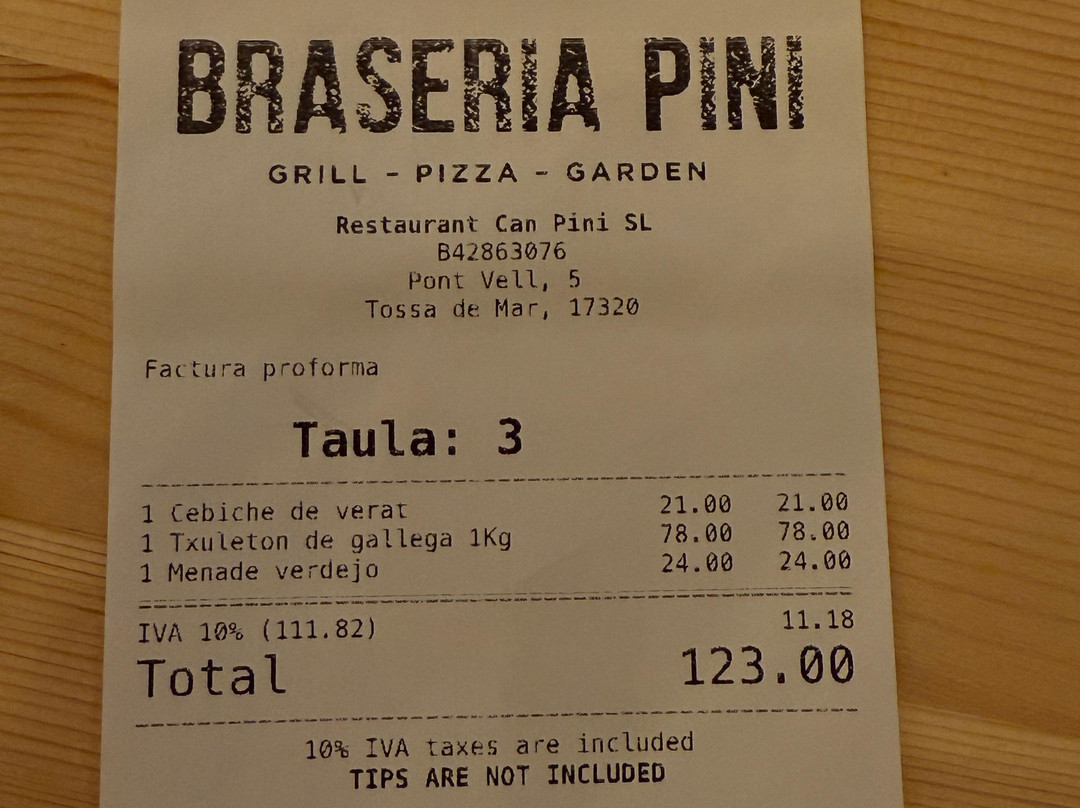 BRASERIA PINI
GRILL - PIZZA - GARDEN
Restaurant Can Pini SL
B42863076
Pont Vell, 5
Tossa de Mar, 17320
Factura proforma
Taula: 3
1 Cebiche de verat 21.00 21.00
1 Txuleton de gallega 1Kg 78.00 78.00
1 Menade verdejo 24.00 24.00
IVA 10% (111.82) 11.18
Total 123.00
10% IVA taxes are included
TIPS ARE NOT INCLUDED